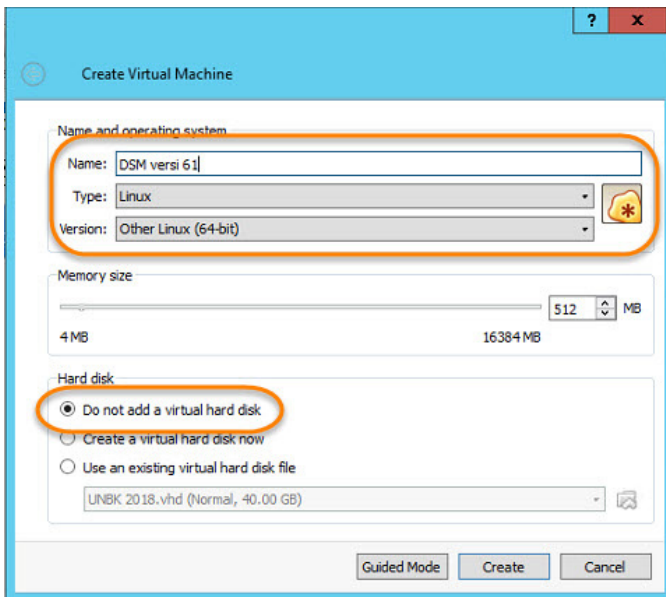 ? x
Create Virtual Machine
Name and operating system
Name: DSM versi 61
Type: Linux
Version: Other Linux (64-bit)
Memory size
512 MB
4 MB 16384 MB
Hard disk
Do not add a virtual hard disk
Create a virtual hard disk now
Use an existing virtual hard disk file
UNBK 2018.vhd (Normal, 40.00 GB)
Guided Mode Create Cancel